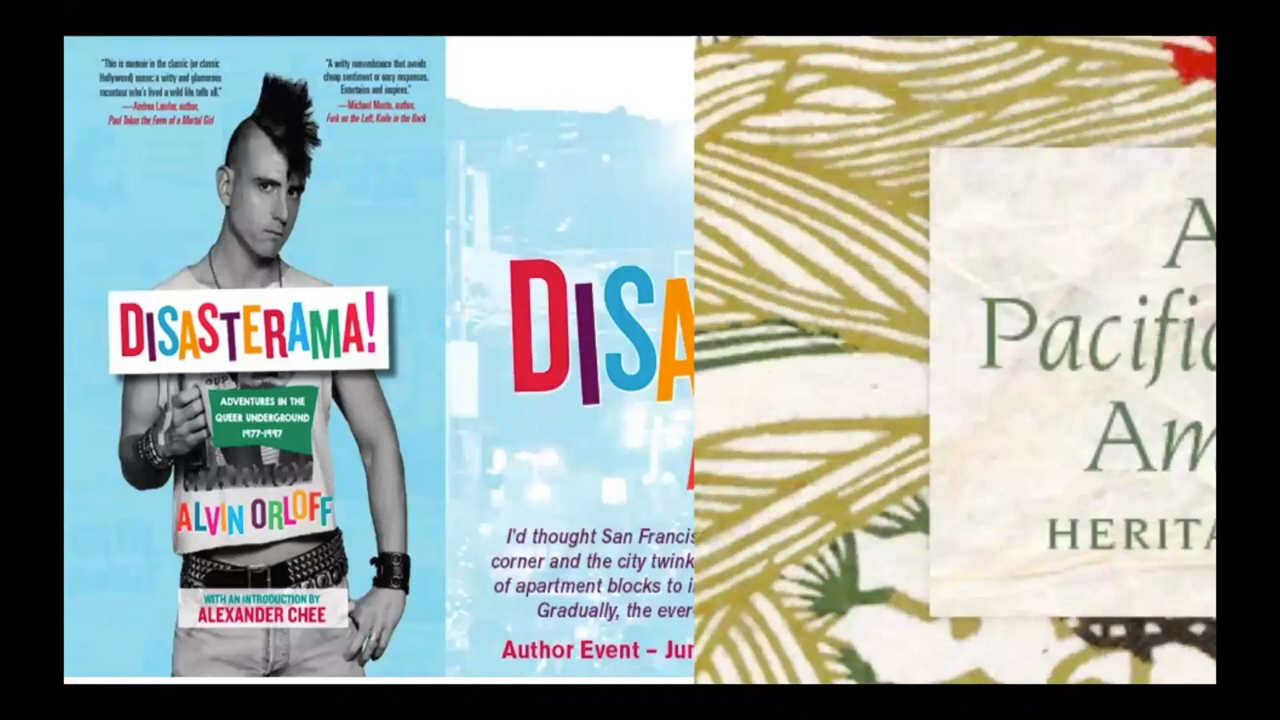 "This is memoir in the classic (or classic
Hollywood) sense: a witty and glamorous
raconteur who's lived a wild life tells all."
—Andrea Lawlor, author,
Paul Takes the Form of a Mortal Girl
"A witty remembrance that avoids
cheap sentiment or easy responses.
Entertains and inspires."
—Michael Musto, author,
Fork on the Left, Knife in the Back
DISASTERAMA!
ADVENTURES IN THE
QUEER UNDERGROUND
1977-1997
ALVIN ORLOFF
WITH AN INTRODUCTION BY
ALEXANDER CHEE
DISA
I'd thought San Francis
corner and the city twink
of apartment blocks to i
Gradually, the ever
Author Event – Jun
A
Pacific
Am
HERITA